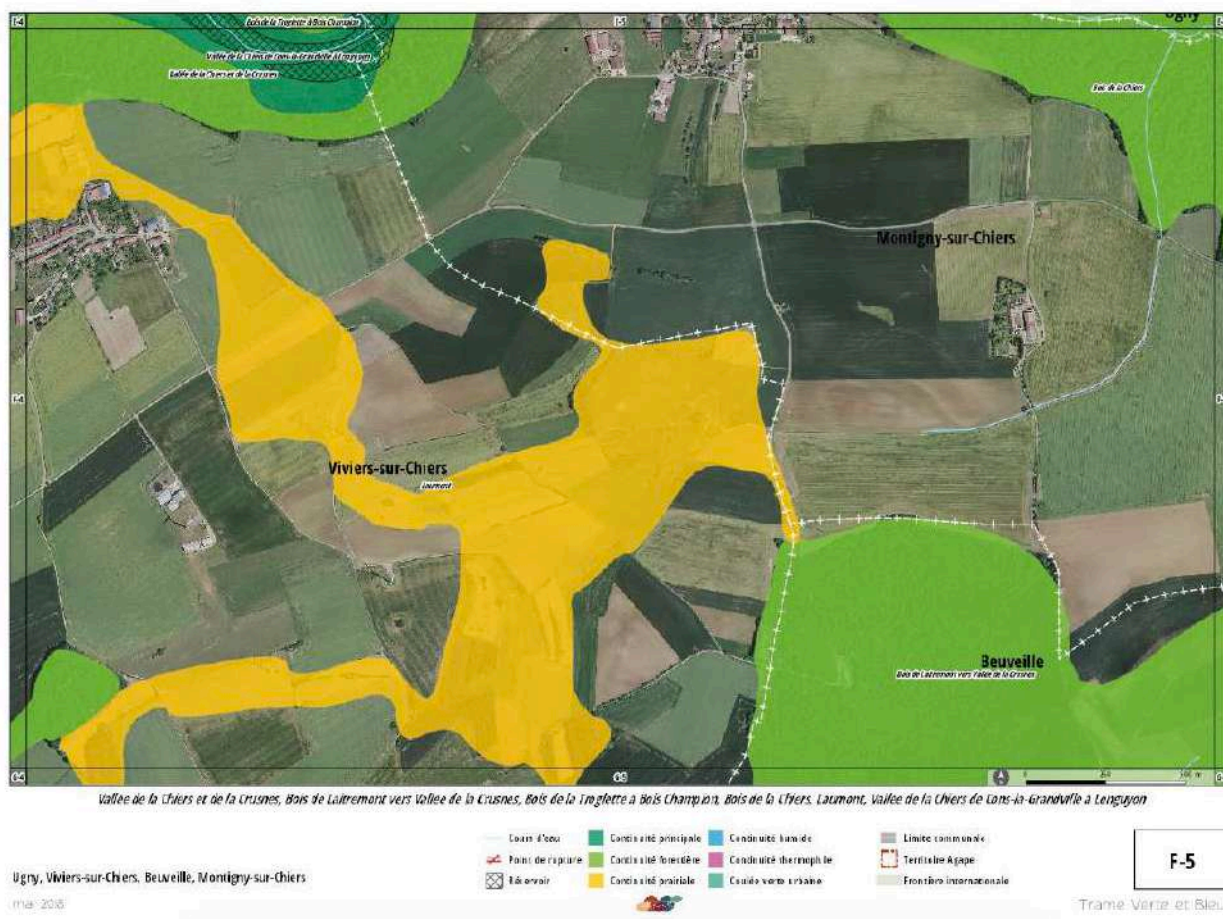 I-4
I-5
Ugny
Bois de la Troglette à Bois Champion
Vallée de la Chiers de Cons-la-Grandville à Longuyon
Vallée de la Chiers et de la Crusnes
Bois de la Chiers
Montigny-sur-Chiers
Viviers-sur-Chiers
Laumont
Beuveille
Bois de Laitremont vers Vallée de la Crusnes
Vallée de la Chiers et de la Crusnes, Bois de Laitremont vers Vallée de la Crusnes, Bois de la Troglette à Bois Champion, Bois de la Chiers, Laumont, Vallée de la Chiers de Cons-la-Grandville à Longuyon
Cours d'eau
Point de rupture
Réservoir
Continuité principale
Continuité forestière
Continuité prairiale
Continuité humide
Continuité thermophile
Coulée verte urbaine
Limite communale
Territoire Agape
Frontière internationale
F-5
Ugny, Viviers-sur-Chiers, Beuveille, Montigny-sur-Chiers
mai 2018
Trame Verte et Bleu